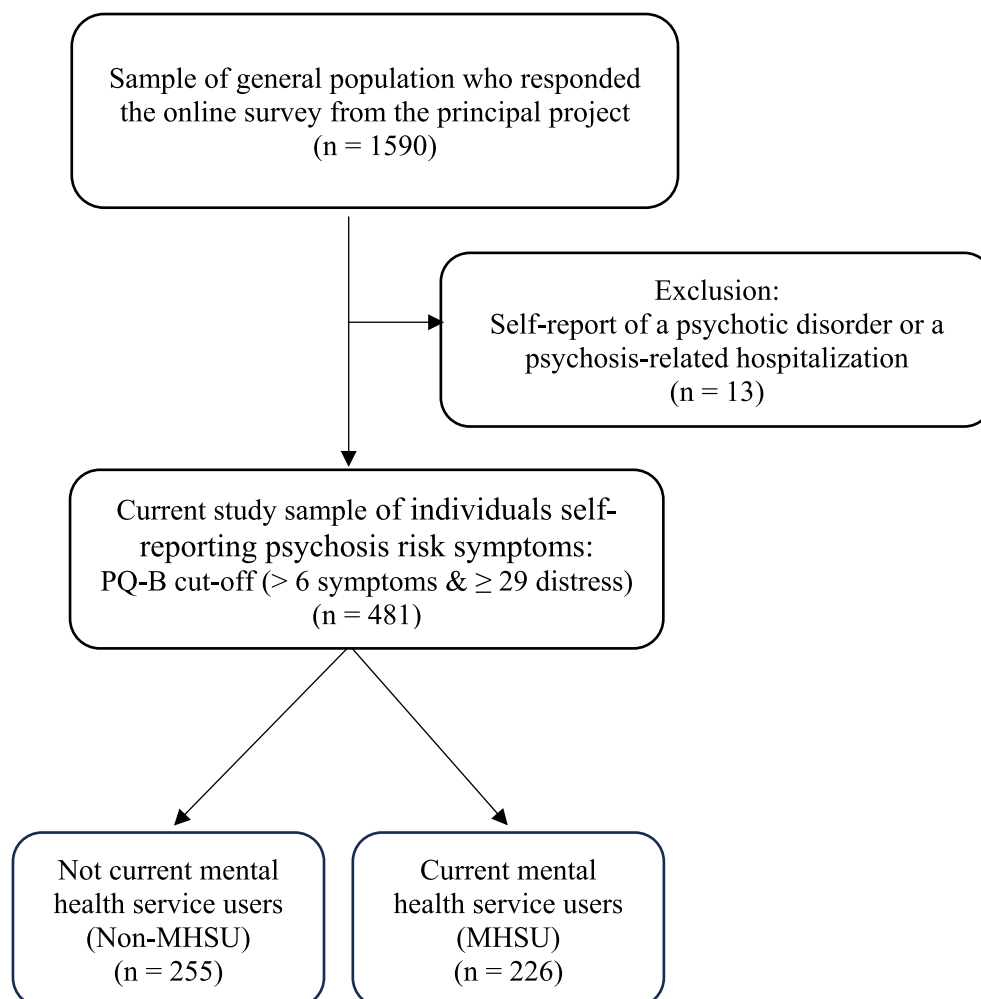 Sample of general population who responded
the online survey from the principal project
(n = 1590)
Exclusion:
Self-report of a psychotic disorder or a
psychosis-related hospitalization
(n = 13)
Current study sample of individuals self-
reporting psychosis risk symptoms:
PQ-B cut-off (> 6 symptoms & ≥ 29 distress)
(n = 481)
Not current mental
health service users
(Non-MHSU)
(n = 255)
Current mental
health service users
(MHSU)
(n = 226)